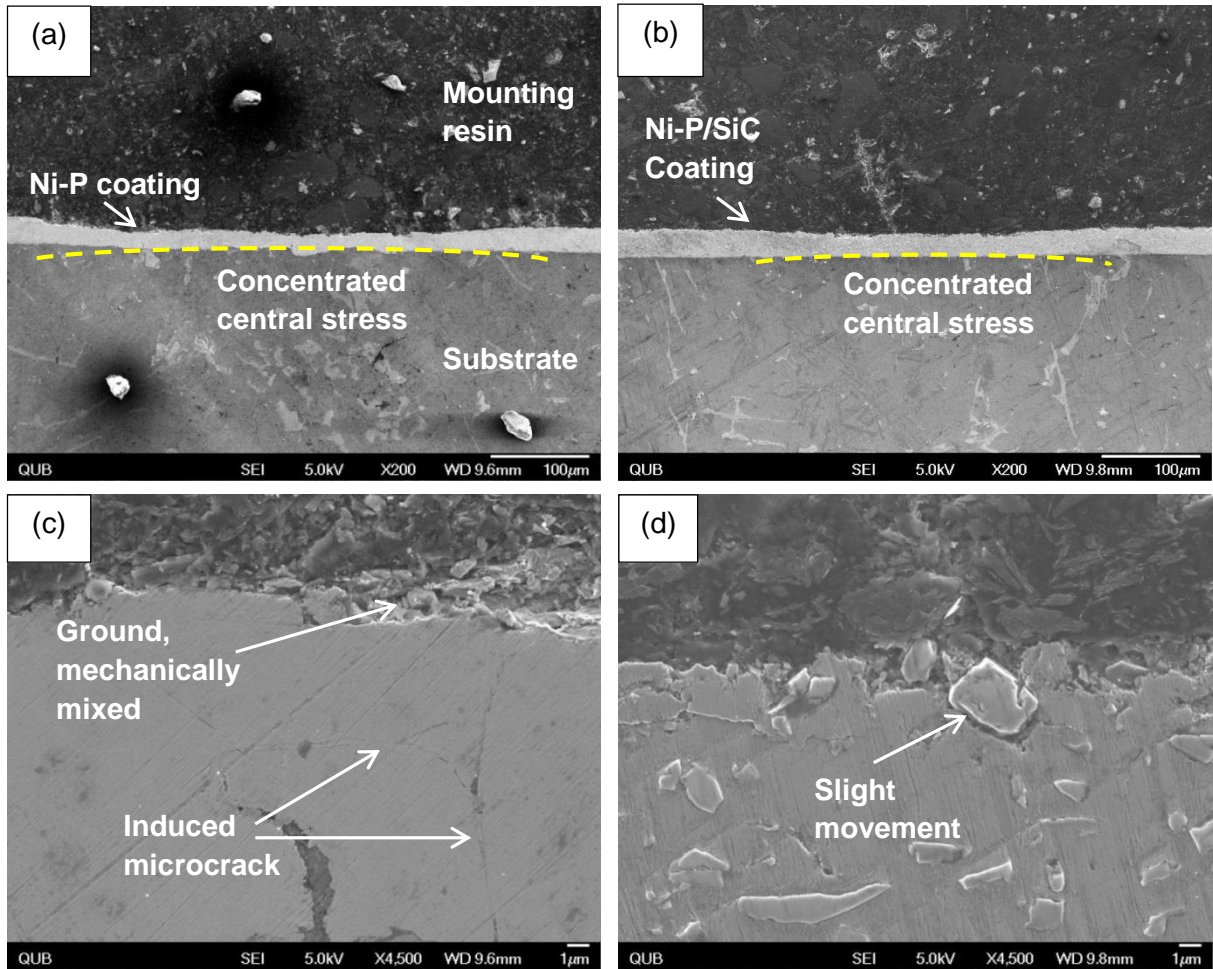 (a)
Mounting
resin
Ni-P coating
Concentrated
central stress
Substrate
QUB SEI 5.0kV X200 WD 9.6mm 100μm
(b)
Ni-P/SiC
Coating
Concentrated
central stress
QUB SEI 5.0kV X200 WD 9.8mm 100μm
(c)
Ground,
mechanically
mixed
Induced
microcrack
QUB SEI 5.0kV X4,500 WD 9.6mm 1μm
(d)
Slight
movement
QUB SEI 5.0kV X4,500 WD 9.8mm 1μm